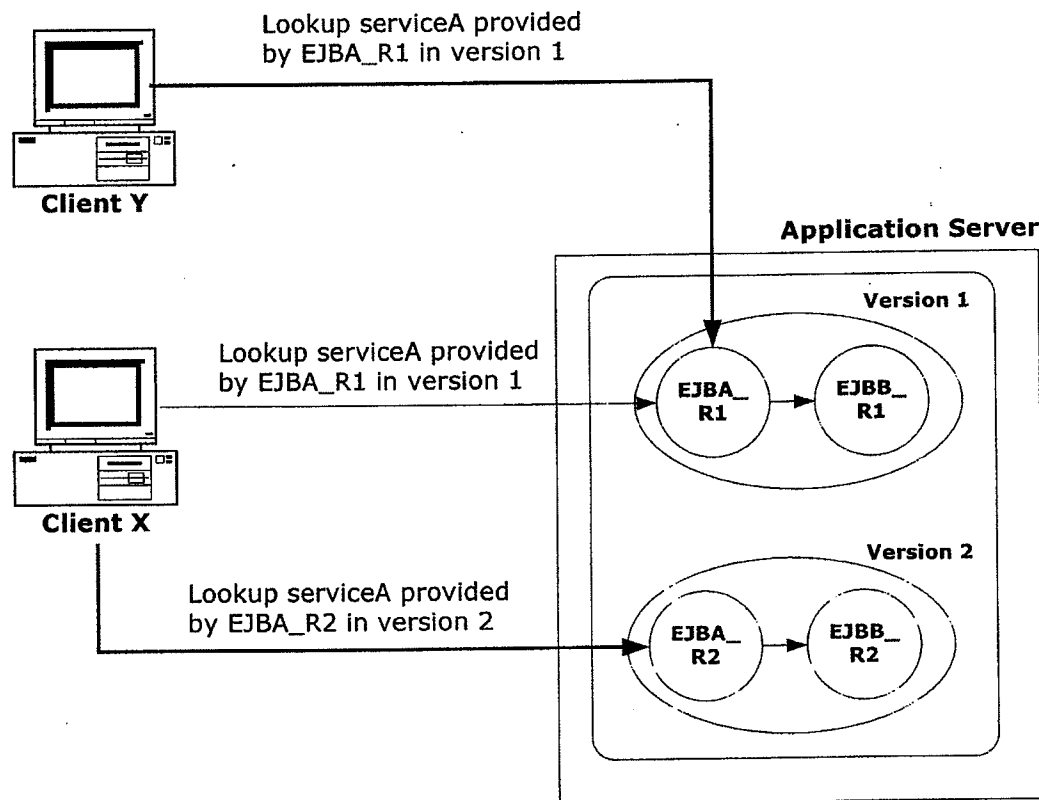 Lookup serviceA provided
by EJBA_R1 in version 1
Client Y
Application Server
Version 1
Lookup serviceA provided
by EJBA_R1 in version 1
EJBA_
R1
EJBB_
R1
Client X
Version 2
Lookup serviceA provided
by EJBA_R2 in version 2
EJBA_
R2
EJBB_
R2